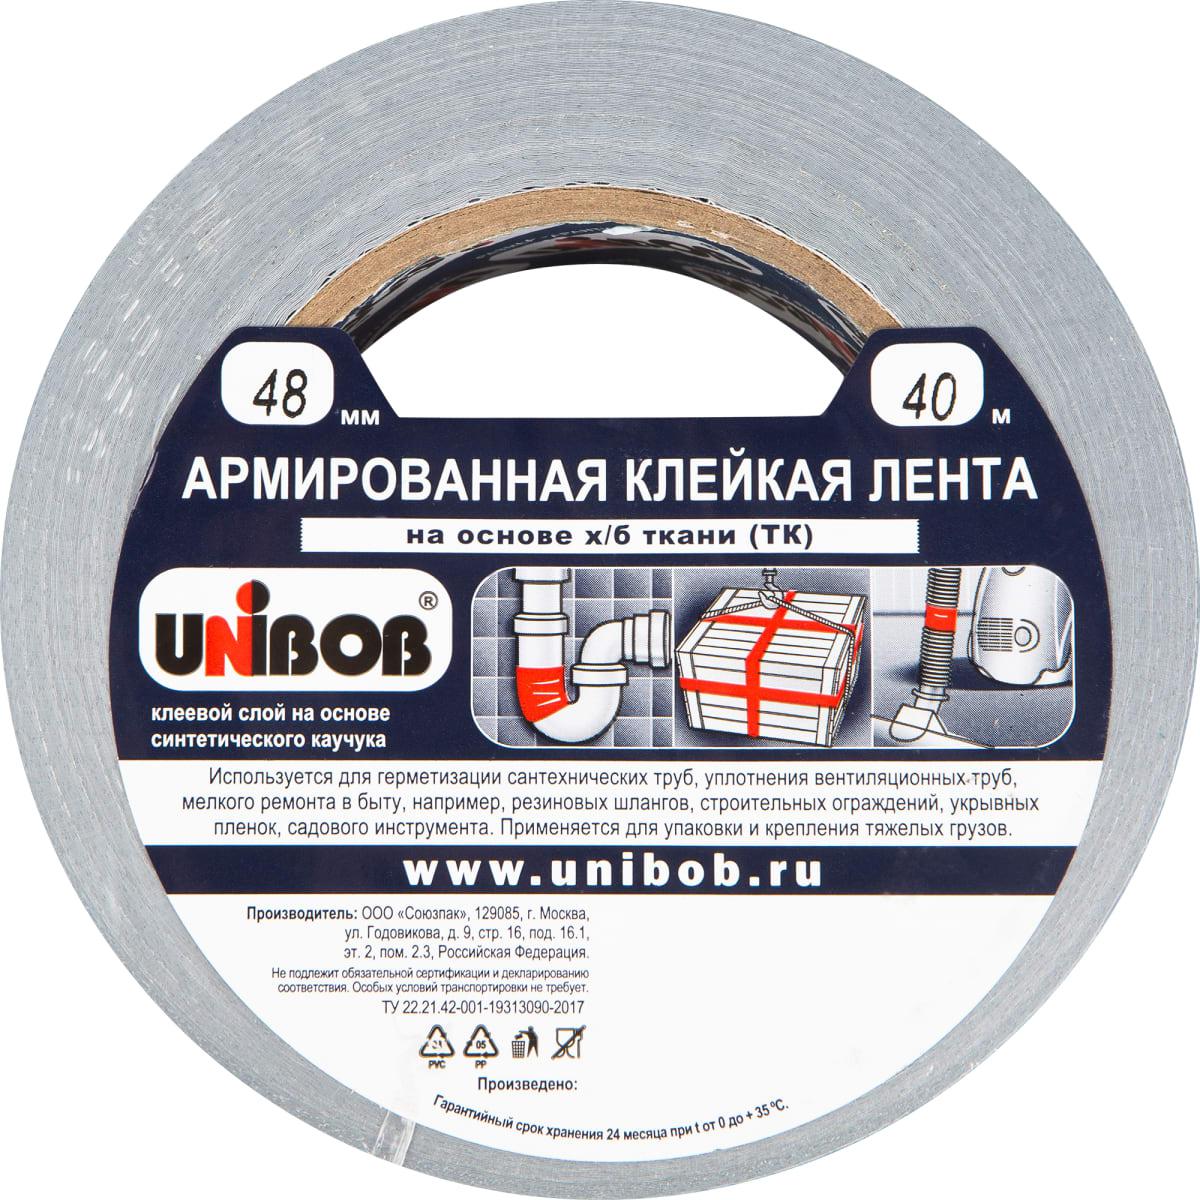 48 мм
40 м
АРМИРОВАННАЯ КЛЕЙКАЯ ЛЕНТА
на основе х/б ткани (ТК)
UNiBOB®
клеевой слой на основе
синтетического каучука
Используется для герметизации сантехнических труб, уплотнения вентиляционных труб,
мелкого ремонта в быту, например, резиновых шлангов, строительных ограждений, укрывных
пленок, садового инструмента. Применяется для упаковки и крепления тяжелых грузов.
www.unibob.ru
Производитель: ООО «Союзпак», 129085, г. Москва,
ул. Годовикова, д. 9, стр. 16, под. 16.1,
эт. 2, пом. 2.3, Российская Федерация.
Не подлежит обязательной сертификации и декларированию
соответствия. Особых условий транспортировки не требует.
ТУ 22.21.42-001-19313090-2017
05
PVC PP
Произведено:
Гарантийный срок хранения 24 месяца при t от 0 до + 35 ºС.